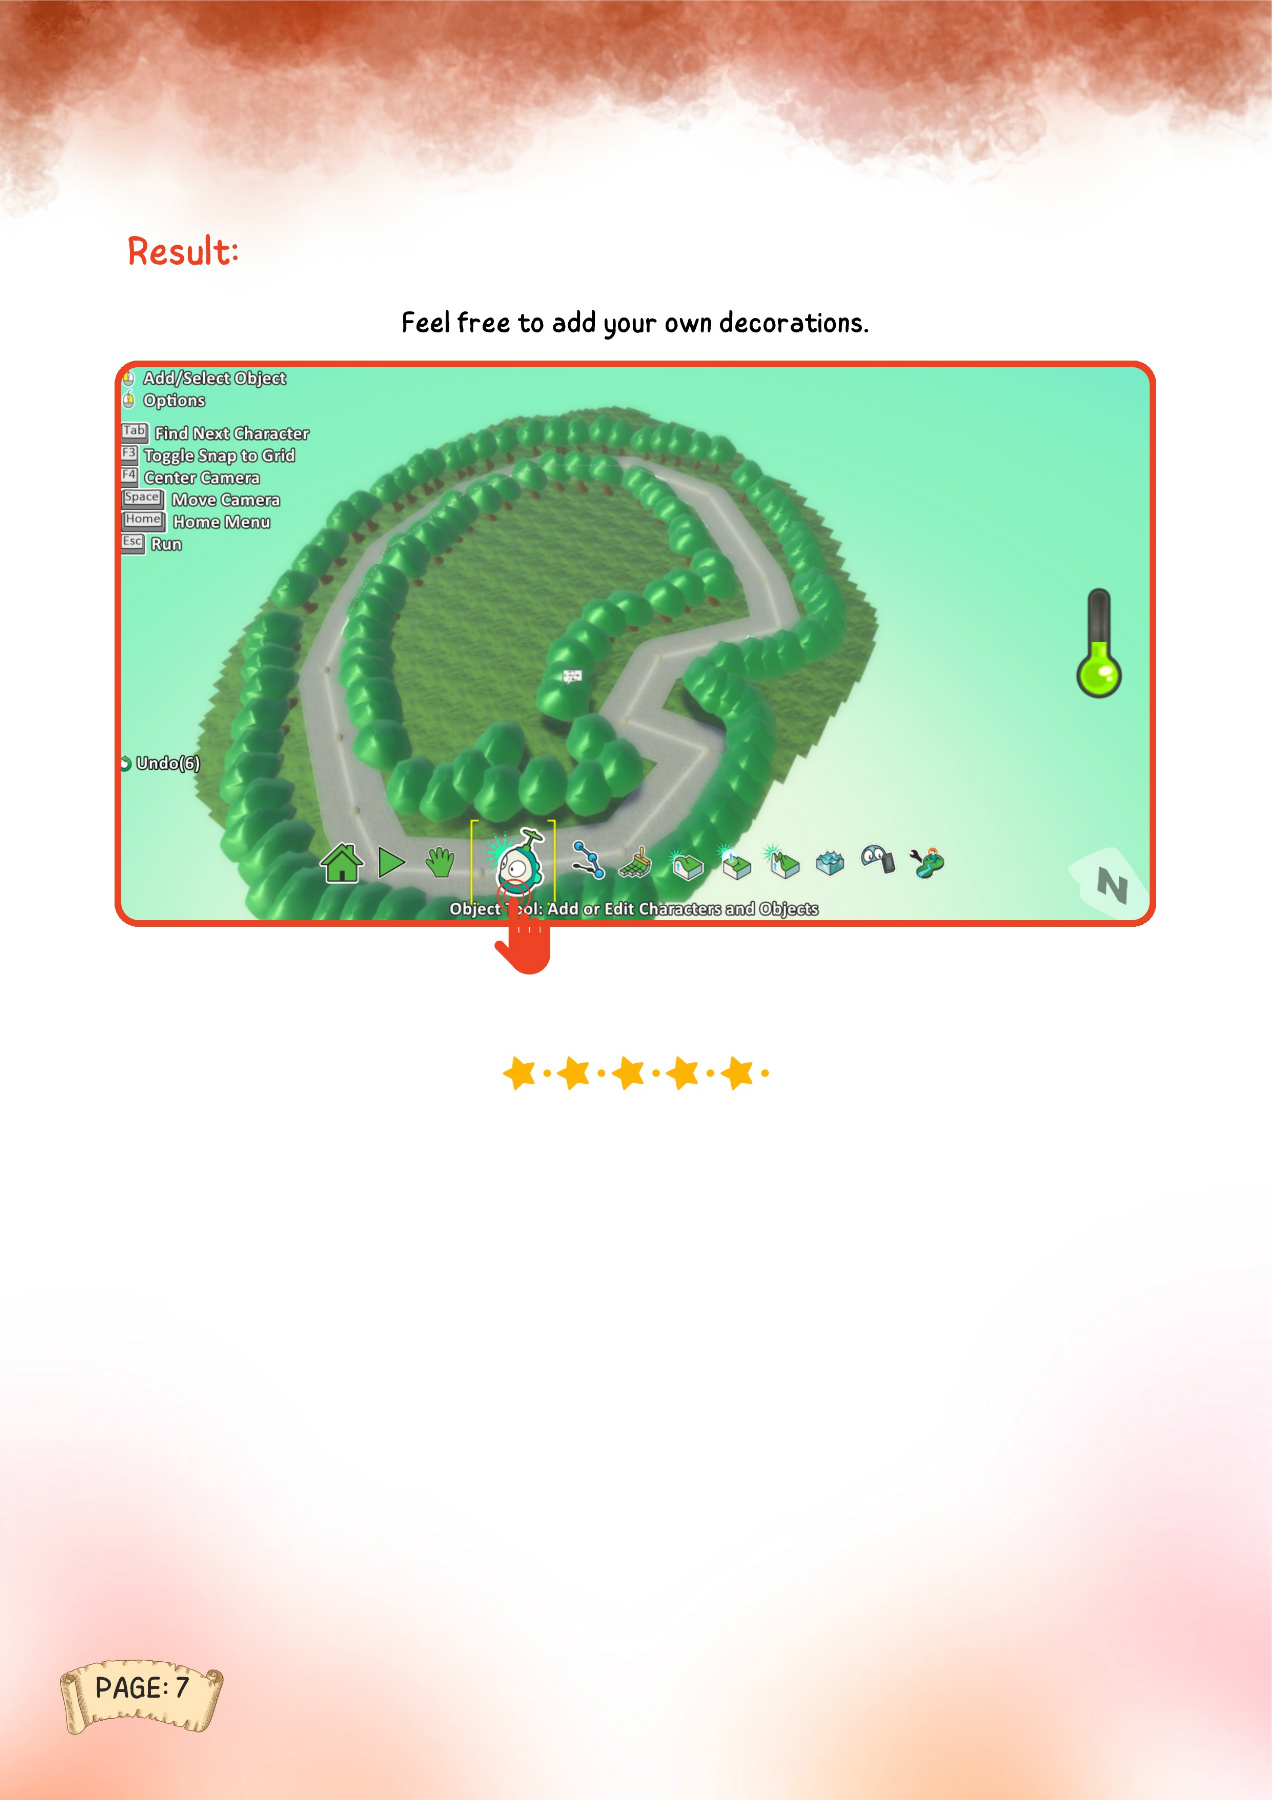 Result:
Feel free to add your own decorations.
Add/Select Object
Options
Tab Find Next Character
F3 Toggle Snap to Grid
F4 Center Camera
Space Move Camera
Home Home Menu
Esc Run
Undo(6)
Object Tool: Add or Edit Characters and Objects
N
PAGE: 7